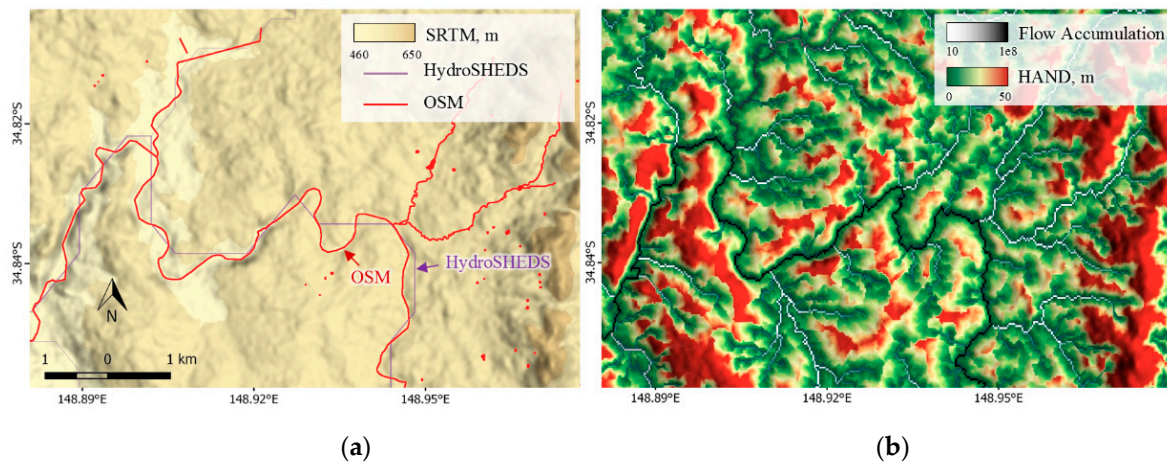 460
650
SRTM, m
HydroSHEDS
OSM
34.82°S
34.84°S
HydroSHEDS
OSM
N
1 0 1 km
148.89°E
148.92°E
148.95°E
(a)
10
1e8
Flow Accumulation
0
50
HAND, m
34.82°S
34.84°S
148.89°E
148.92°E
148.95°E
(b)